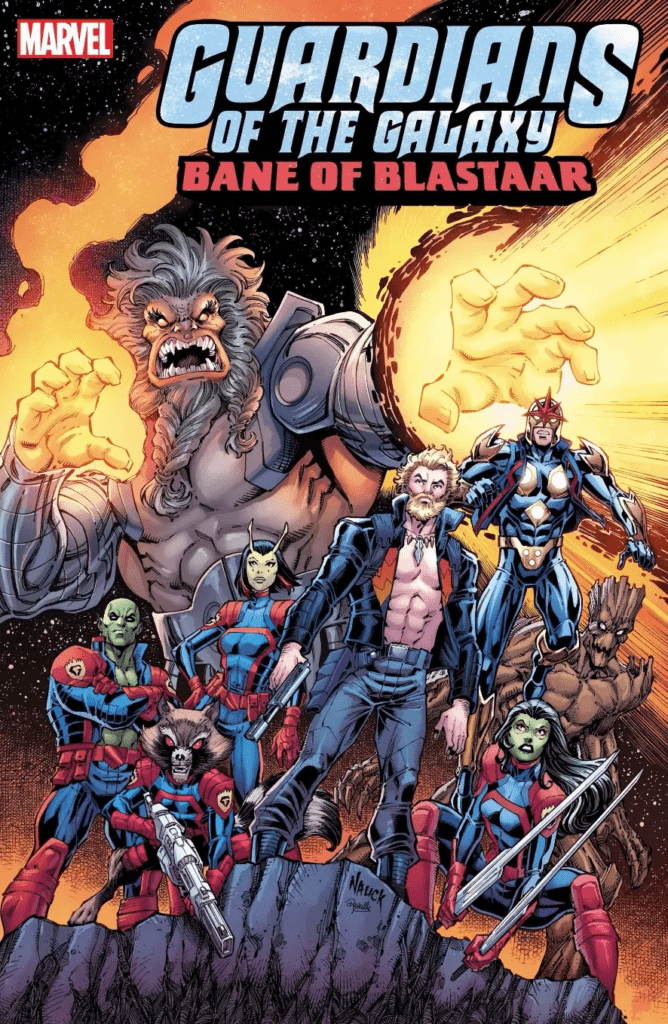 MARVEL
GUARDIANS
OF THE GALAXY
BANE OF BLASTAAR
NAUCK